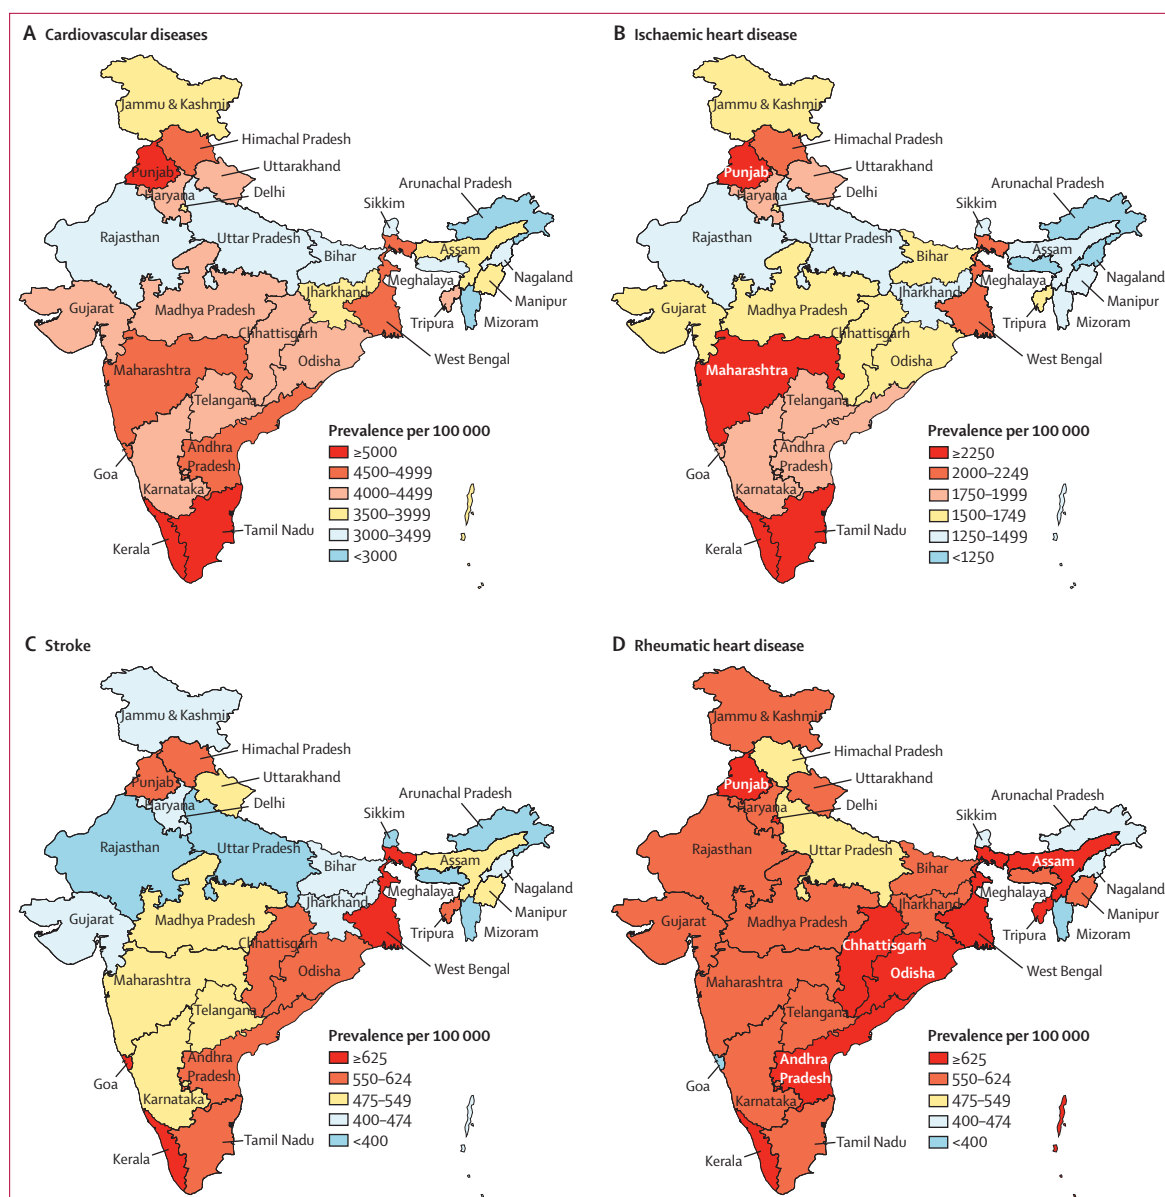 A Cardiovascular diseases
Jammu & Kashmir
Himachal Pradesh
Punjab
Uttarakhand
Haryana
Delhi
Arunachal Pradesh
Sikkim
Rajasthan
Uttar Pradesh
Bihar
Assam
Nagaland
Meghalaya
Manipur
Jharkhand
Gujarat
Madhya Pradesh
Tripura
Mizoram
Chhattisgarh
West Bengal
Odisha
Maharashtra
Telangana
Prevalence per 100 000
≥5000
4500–4999
4000–4499
3500–3999
3000–3499
<3000
Andhra
Pradesh
Goa
Karnataka
Tamil Nadu
Kerala
B Ischaemic heart disease
Jammu & Kashmir
Himachal Pradesh
Punjab
Uttarakhand
Haryana
Delhi
Arunachal Pradesh
Sikkim
Rajasthan
Uttar Pradesh
Bihar
Assam
Nagaland
Meghalaya
Manipur
Jharkhand
Gujarat
Madhya Pradesh
Tripura
Mizoram
Chhattisgarh
West Bengal
Odisha
Maharashtra
Telangana
Prevalence per 100 000
≥2250
2000–2249
1750–1999
1500–1749
1250–1499
<1250
Andhra
Pradesh
Goa
Karnataka
Tamil Nadu
Kerala
C Stroke
Jammu & Kashmir
Himachal Pradesh
Punjab
Uttarakhand
Haryana
Delhi
Arunachal Pradesh
Sikkim
Rajasthan
Uttar Pradesh
Bihar
Assam
Nagaland
Meghalaya
Manipur
Jharkhand
Gujarat
Madhya Pradesh
Tripura
Mizoram
Chhattisgarh
West Bengal
Odisha
Maharashtra
Telangana
Prevalence per 100 000
≥625
550–624
475–549
400–474
<400
Andhra
Pradesh
Goa
Karnataka
Tamil Nadu
Kerala
D Rheumatic heart disease
Jammu & Kashmir
Himachal Pradesh
Punjab
Uttarakhand
Haryana
Delhi
Arunachal Pradesh
Sikkim
Rajasthan
Uttar Pradesh
Bihar
Assam
Nagaland
Meghalaya
Manipur
Jharkhand
Gujarat
Madhya Pradesh
Tripura
Mizoram
Chhattisgarh
West Bengal
Odisha
Maharashtra
Telangana
Prevalence per 100 000
≥625
550–624
475–549
400–474
<400
Andhra
Pradesh
Goa
Karnataka
Tamil Nadu
Kerala